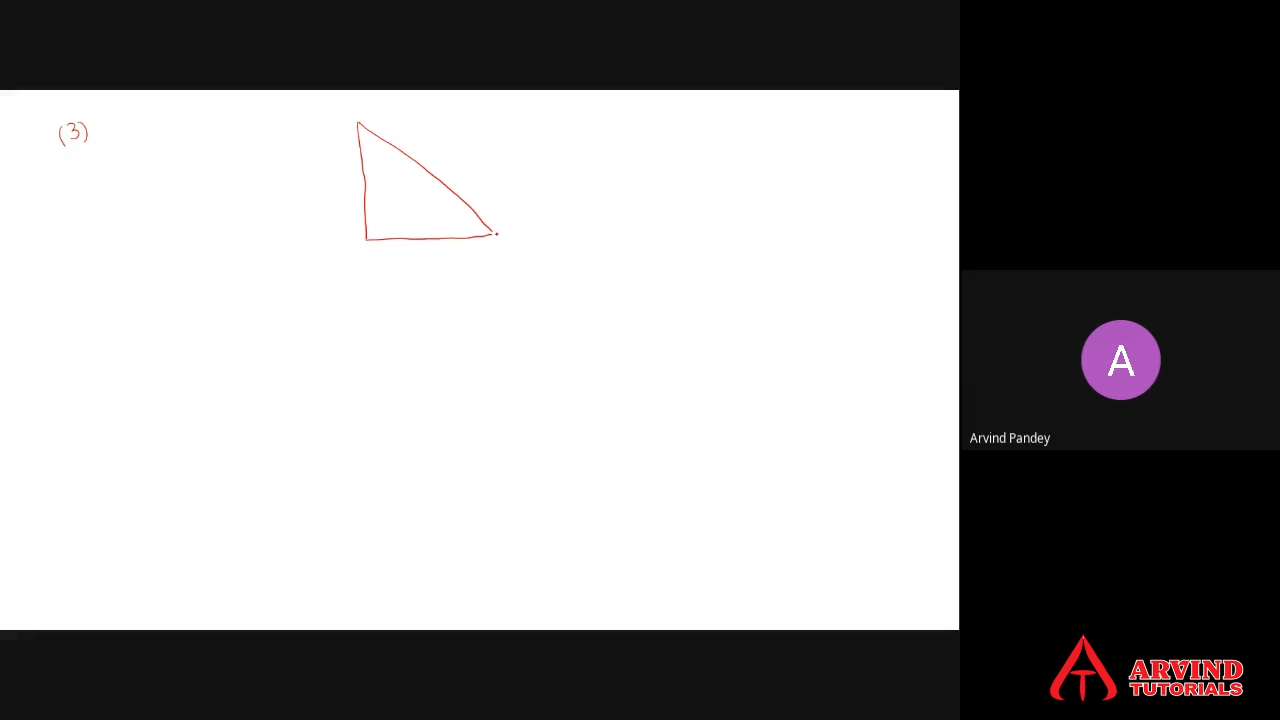 (3)
A
Arvind Pandey
ARVIND
TUTORIALS